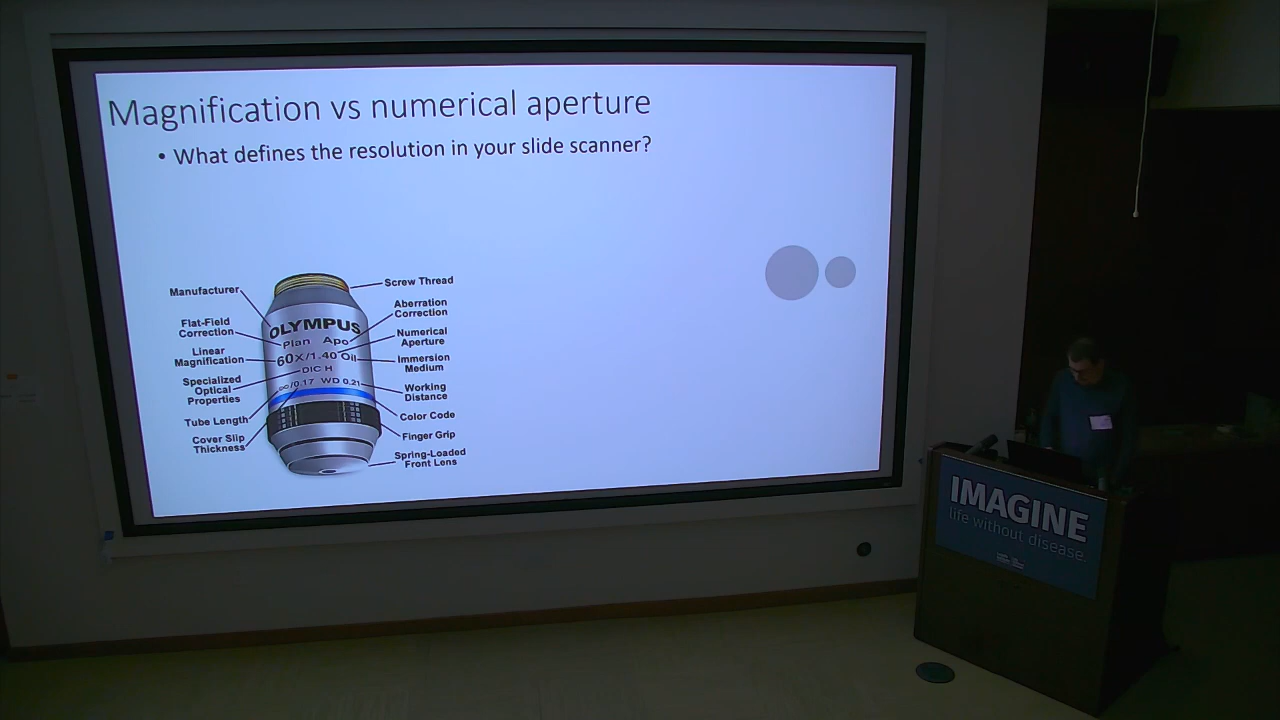 Magnification vs numerical aperture
• What defines the resolution in your slide scanner?
Manufacturer
Flat-Field
Correction
Linear
Magnification
Specialized
Optical
Properties
Tube Length
Cover Slip
Thickness
OLYMPUS
Plan Apo
60X/1.40 Oil
DIC H
∞/0.17 WD 0.21
Screw Thread
Aberration
Correction
Numerical
Aperture
Immersion
Medium
Working
Distance
Color Code
Finger Grip
Spring-Loaded
Front Lens
IMAGINE
life without disease.